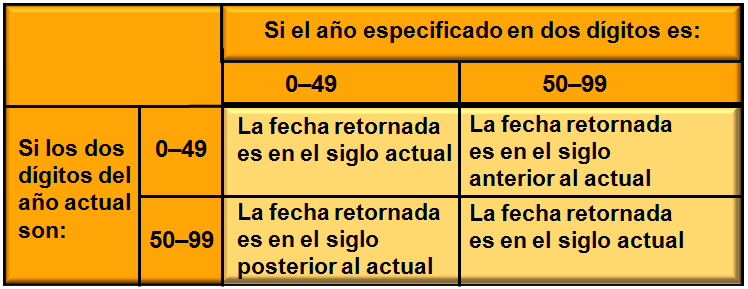 Si el año especificado en dos dígitos es:
0–49
50–99
Si los dos
dígitos del
año actual
son:
0–49
La fecha retornada
es en el siglo actual
La fecha retornada
es en el siglo
anterior al actual
50–99
La fecha retornada
es en el siglo
posterior al actual
La fecha retornada
es en el siglo actual